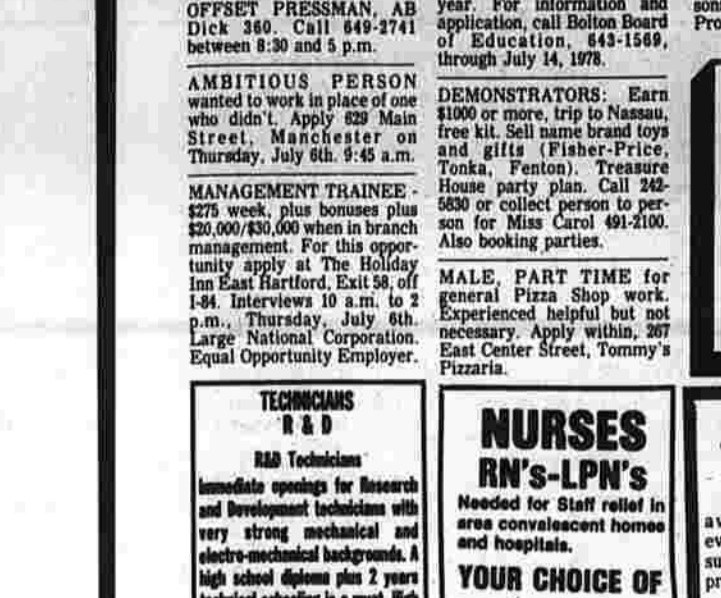 OFFSET PRESSMAN, AB
Dick 360. Call 649-2741
between 8:30 and 5 p.m.
AMBITIOUS PERSON
wanted to work in place of one
who didn't. Apply 629 Main
Street, Manchester on
Thursday, July 6th. 9:45 a.m.
MANAGEMENT TRAINEE -
$275 week, plus bonuses plus
$20,000/$30,000 when in branch
management. For this oppor-
tunity apply at The Holiday
Inn East Hartford, Exit 58, off
I-84. Interviews 10 a.m. to 2
p.m., Thursday, July 6th.
Large National Corporation.
Equal Opportunity Employer.
TECHNICIANS
R & D
R&D Technicians
Immediate openings for Research
and Development technicians with
very strong mechanical and
electro-mechanical backgrounds. A
high school diploma plus 2 years
technical schooling is a must. High
year. For information and
application, call Bolton Board
of Education, 643-1569,
through July 14, 1978.
DEMONSTRATORS: Earn
$1000 or more, trip to Nassau,
free kit. Sell name brand toys
and gifts (Fisher-Price,
Tonka, Fenton). Treasure
House party plan. Call 242-
5830 or collect person to per-
son for Miss Carol 491-2100.
Also booking parties.
MALE, PART TIME for
general Pizza Shop work.
Experienced helpful but not
necessary. Apply within, 267
East Center Street, Tommy's
Pizzaria.
NURSES
RN's-LPN's
Needed for Staff relief in
area convalescent homes
and hospitals.
YOUR CHOICE OF